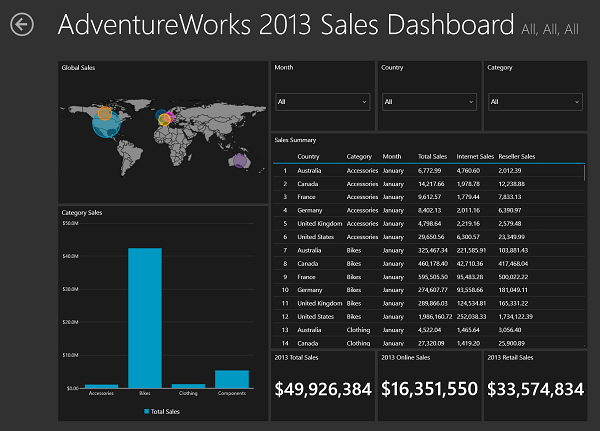 AdventureWorks 2013 Sales Dashboard All, All, All
Global Sales
Month
Country
Category
All
All
All
Sales Summary
Country Category Month Total Sales Internet Sales Reseller Sales
1 Australia Accessories January 6,772.99 4,760.60 2,012.39
2 Canada Accessories January 14,217.66 1,978.78 12,238.88
3 France Accessories January 9,612.57 1,779.44 7,833.13
4 Germany Accessories January 8,402.13 2,011.16 6,390.97
5 United Kingdom Accessories January 4,798.64 2,219.16 2,579.48
6 United States Accessories January 29,650.56 6,300.57 23,349.99
7 Australia Bikes January 325,467.34 221,585.91 103,881.43
8 Canada Bikes January 460,178.40 42,710.36 417,468.04
9 France Bikes January 595,505.50 95,483.28 500,022.22
10 Germany Bikes January 274,607.77 93,558.66 181,049.11
11 United Kingdom Bikes January 289,866.03 124,534.81 165,331.22
12 United States Bikes January 1,986,160.72 252,038.33 1,734,122.39
13 Australia Clothing January 4,522.04 1,465.64 3,056.40
14 Canada Clothing January 27,320.09 1,419.20 25,900.89
Category Sales
$50.0M
$40.0M
$30.0M
$20.0M
$10.0M
$0.00
Accessories Bikes Clothing Components
Total Sales
2013 Total Sales
$49,926,384
2013 Online Sales
$16,351,550
2013 Retail Sales
$33,574,834